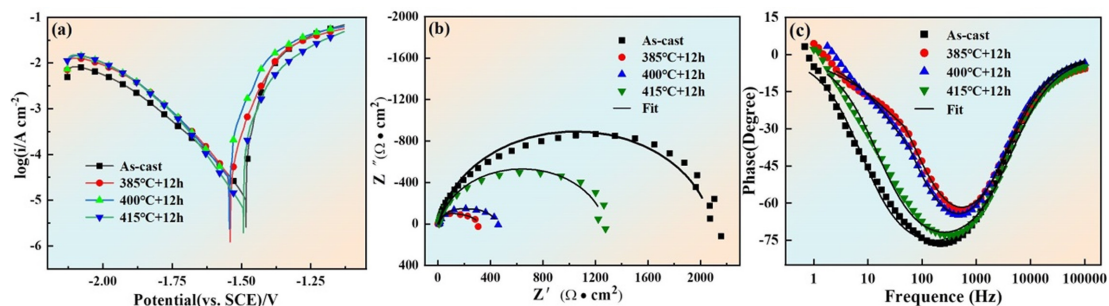 (a)
log(i/A cm⁻²)
-1
-2
-3
-4
-5
-6
As-cast
385°C+12h
400°C+12h
415°C+12h
-2.00 -1.75 -1.50 -1.25
Potential(vs. SCE)/V
(b)
Z″(Ω • cm²)
-2000
-1600
-1200
-800
-400
0
400
As-cast
385°C+12h
400°C+12h
415°C+12h
Fit
0 400 800 1200 1600 2000
Z′ (Ω • cm²)
(c)
Phase(Degree)
15
0
-15
-30
-45
-60
-75
As-cast
385°C+12h
400°C+12h
415°C+12h
Fit
1 10 100 1000 10000 100000
Frequence (Hz)